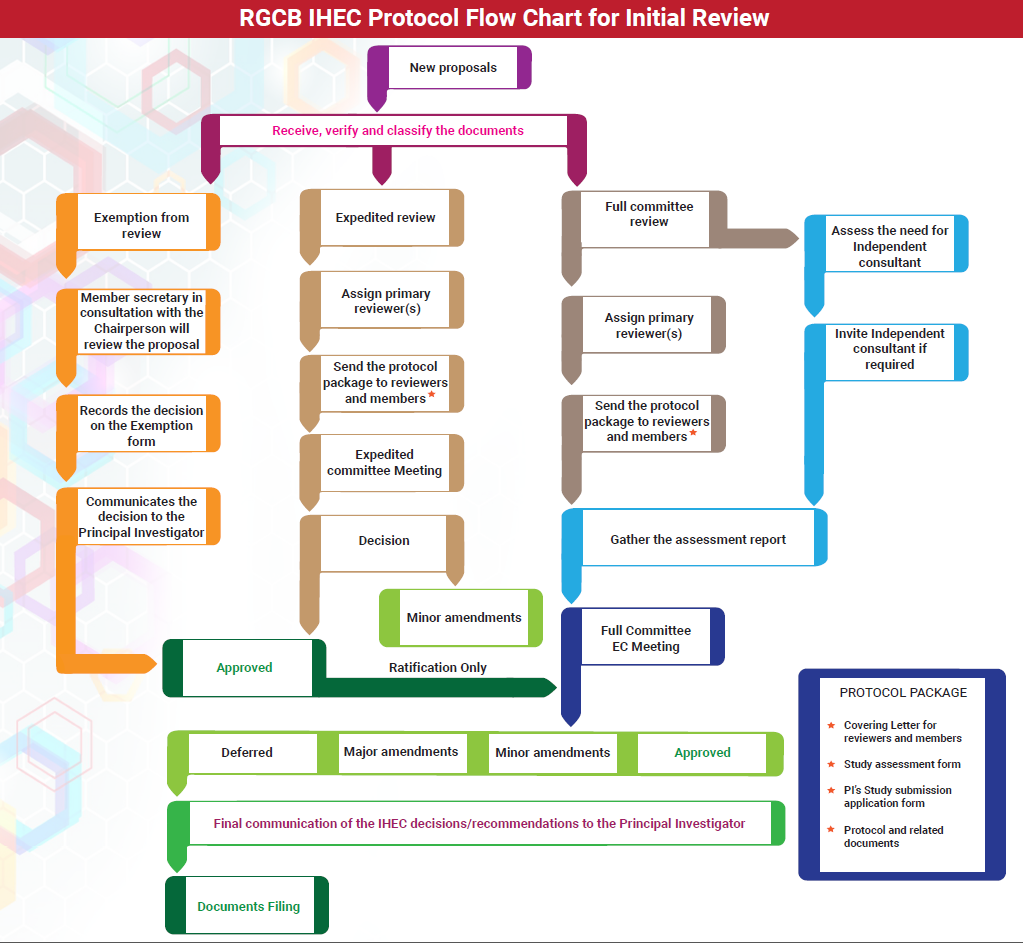 RGCB IHEC Protocol Flow Chart for Initial Review
New proposals
Receive, verify and classify the documents
Exemption from
review
Member secretary in
consultation with the
Chairperson will
review the proposal
Records the decision
on the Exemption
form
Communicates the
decision to the
Principal Investigator
Expedited review
Assign primary
reviewer(s)
Send the protocol
package to reviewers
and members★
Expedited
committee Meeting
Decision
Minor amendments
Approved
Ratification Only
Full committee
review
Assign primary
reviewer(s)
Send the protocol
package to reviewers
and members★
Assess the need for
Independent
consultant
Invite Independent
consultant if
required
Gather the assessment report
Full Committee
EC Meeting
Deferred
Major amendments
Minor amendments
Approved
Final communication of the IHEC decisions/recommendations to the Principal Investigator
Documents Filing
PROTOCOL PACKAGE
★ Covering Letter for
reviewers and members
★ Study assessment form
★ PI's Study submission
application form
★ Protocol and related
documents